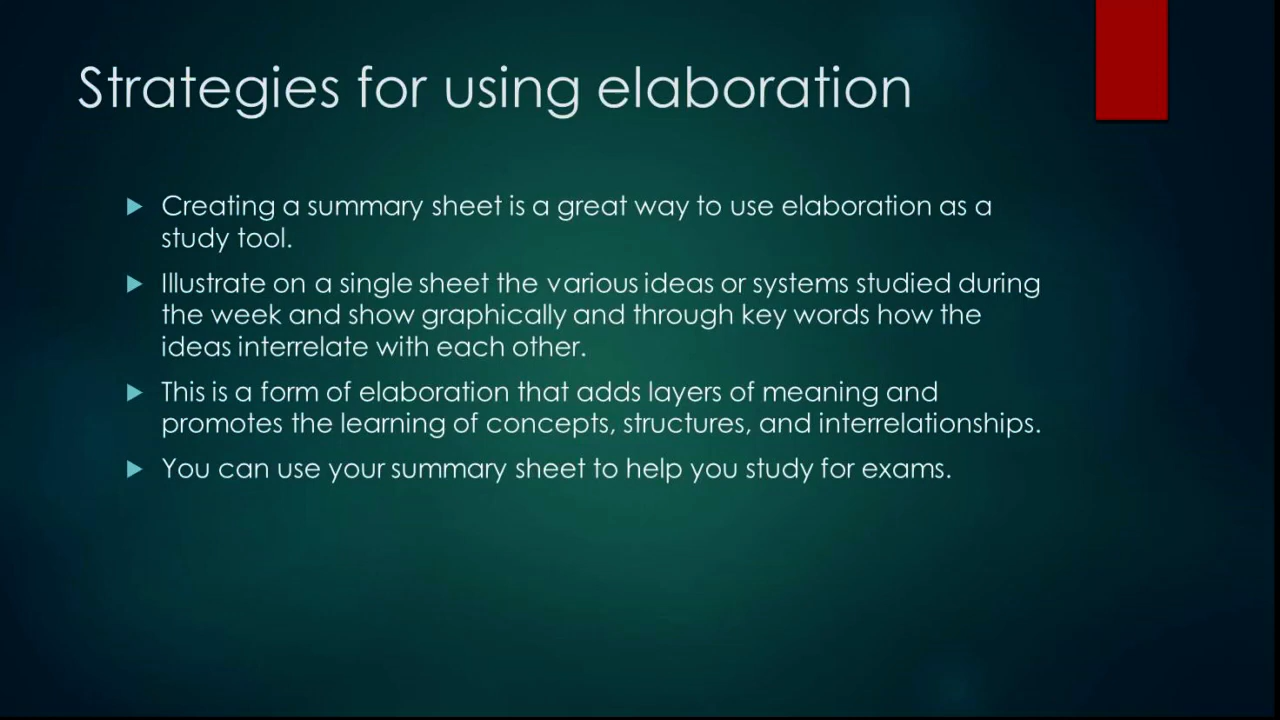 Strategies for using elaboration
Creating a summary sheet is a great way to use elaboration as a
study tool.
Illustrate on a single sheet the various ideas or systems studied during
the week and show graphically and through key words how the
ideas interrelate with each other.
This is a form of elaboration that adds layers of meaning and
promotes the learning of concepts, structures, and interrelationships.
You can use your summary sheet to help you study for exams.